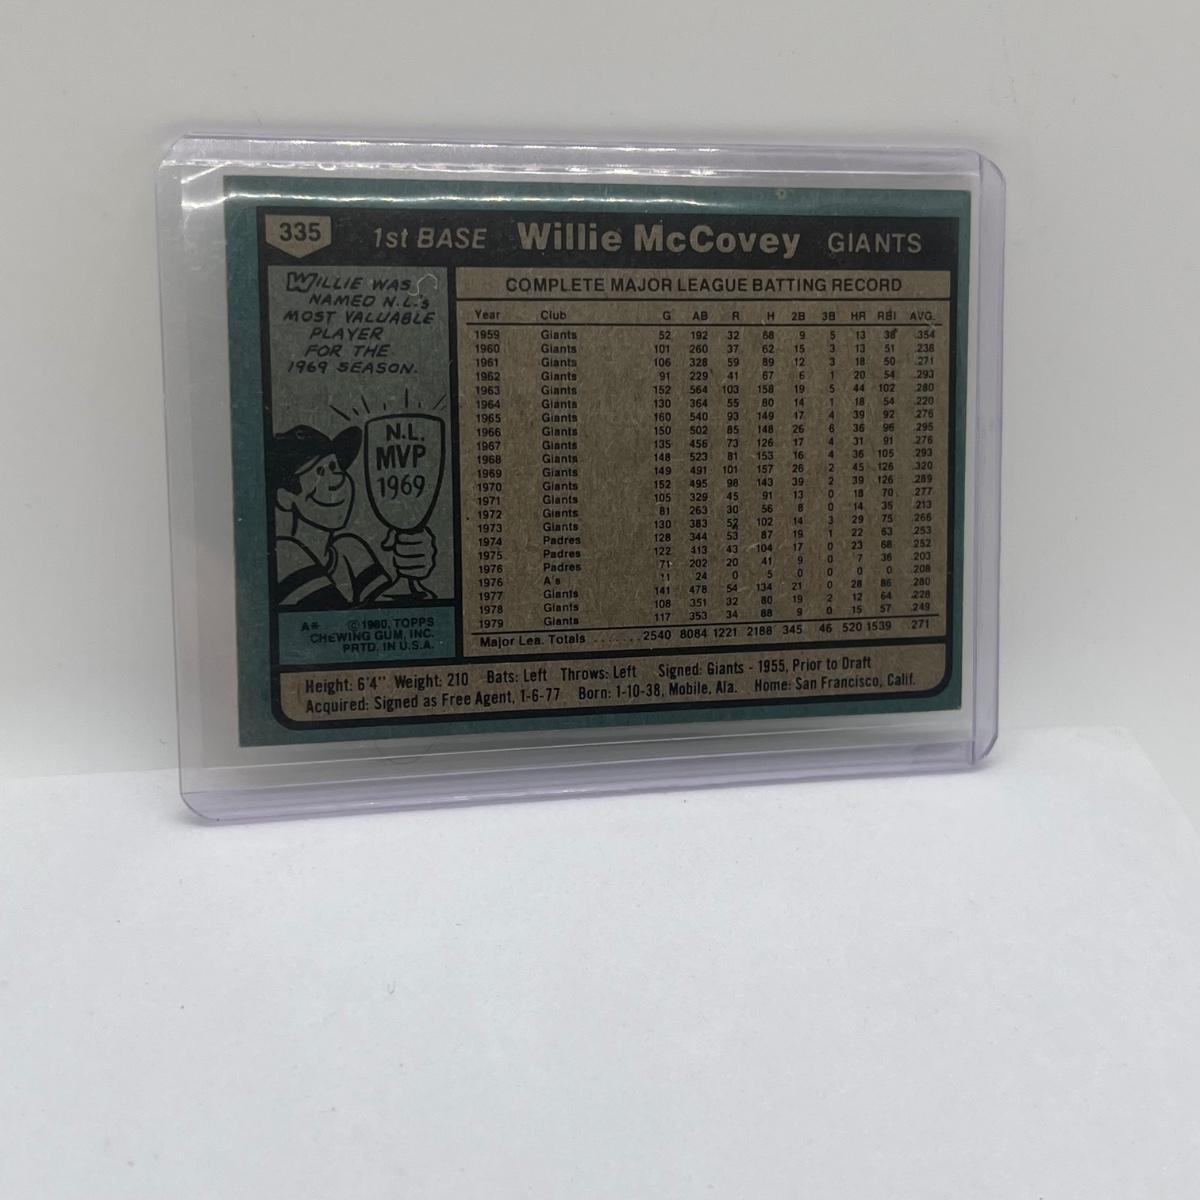 335 1st BASE Willie McCovey GIANTS
WILLIE WAS
NAMED N.L.'s
MOST VALUABLE
PLAYER
FOR THE
1969 SEASON.
N.L.
MVP
1969
A* ©1980, TOPPS
CHEWING GUM, INC.
PRTD. IN U.S.A.
COMPLETE MAJOR LEAGUE BATTING RECORD
Year Club G AB R H 2B 3B HR RBI AVG.
1959 Giants 52 192 32 68 9 5 13 38 .354
1960 Giants 101 260 37 62 15 3 13 51 .238
1961 Giants 106 328 59 89 12 3 18 50 .271
1962 Giants 91 229 41 67 6 1 20 54 .293
1963 Giants 152 564 103 158 19 5 44 102 .280
1964 Giants 130 364 55 80 14 1 18 54 .220
1965 Giants 160 540 93 149 17 4 39 92 .276
1966 Giants 150 502 85 148 26 6 36 96 .295
1967 Giants 135 456 73 126 17 4 31 91 .276
1968 Giants 148 523 81 153 16 4 36 105 .293
1969 Giants 149 491 101 157 26 2 45 126 .320
1970 Giants 152 495 98 143 39 2 39 126 .289
1971 Giants 105 329 45 91 13 0 18 70 .277
1972 Giants 81 263 30 56 8 0 14 35 .213
1973 Giants 130 383 52 102 14 3 29 75 .266
1974 Padres 128 344 53 87 19 1 22 63 .253
1975 Padres 122 413 43 104 17 0 23 68 .252
1976 Padres 71 202 20 41 9 0 7 36 .203
1976 A's 11 24 0 5 0 0 0 0 .208
1977 Giants 141 478 54 134 21 0 28 86 .280
1978 Giants 108 351 32 80 19 2 12 64 .228
1979 Giants 117 353 34 88 9 0 15 57 .249
Major Lea. Totals ....... 2540 8084 1221 2188 345 46 520 1539 .271
Height: 6'4" Weight: 210 Bats: Left Throws: Left Signed: Giants - 1955, Prior to Draft
Acquired: Signed as Free Agent, 1-6-77 Born: 1-10-38, Mobile, Ala. Home: San Francisco, Calif.